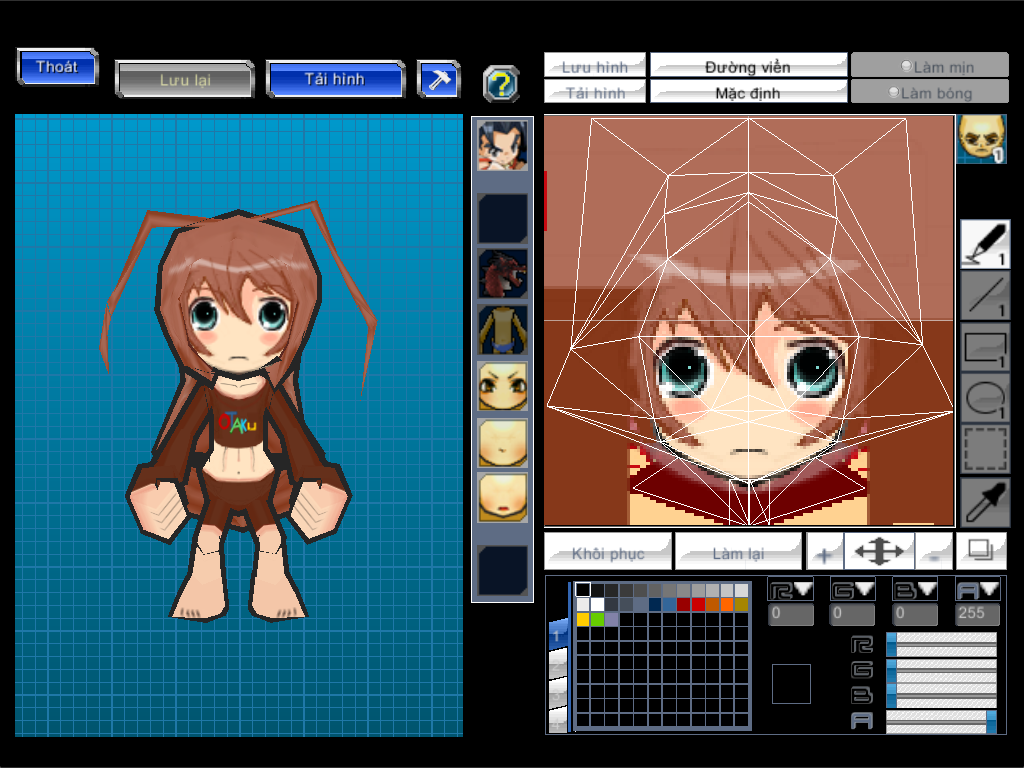 Thoát
Lưu lại
Tải hình
?
Lưu hình
Đường viền
Làm mịn
Tải hình
Mặc định
Làm bóng
1
1
1
1
1
OTAKu
Khôi phục
Làm lại
+
-
R
G
B
A
0
0
0
255
1
R
G
B
A